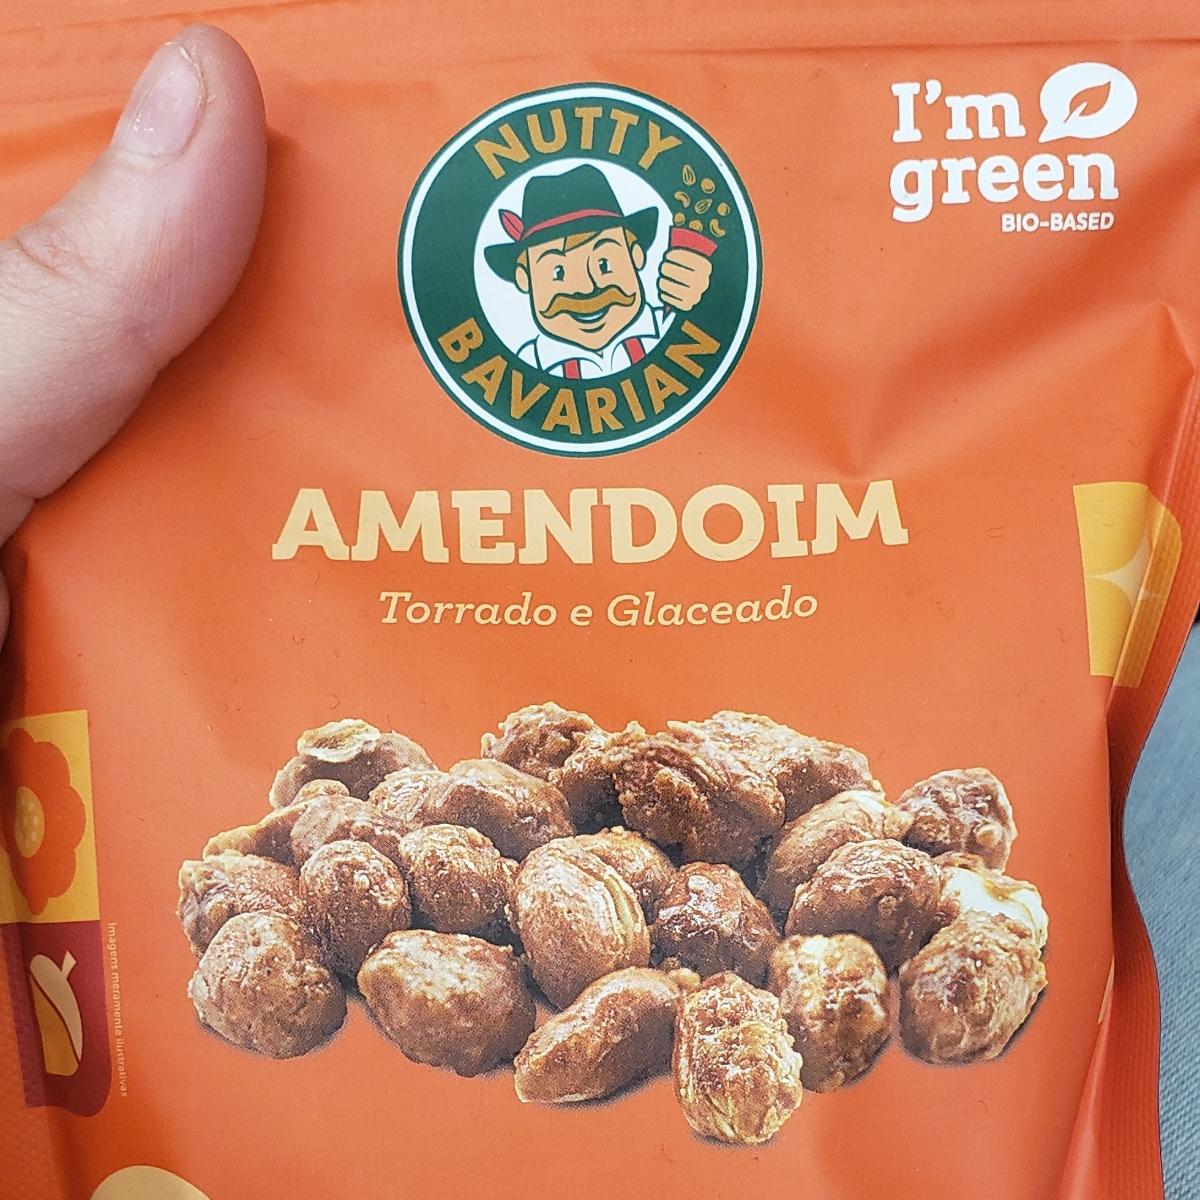 NUTTY
BAVARIAN
I'm
green
BIO-BASED
AMENDOIM
Torrado e Glaceado
Imagens meramente ilustrativas